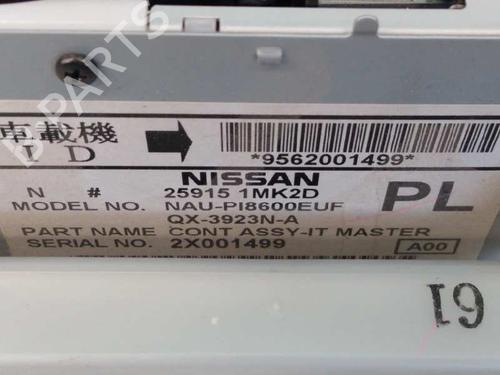 車載機
I D
*9562001499*
NISSAN
N # 25915 1MK2D
PL
MODEL NO. NAU-PI8600EUF
QX-3923N-A
PART NAME CONT ASSY-IT MASTER
SERIAL NO. 2X001499
A00
61
B-PARTS